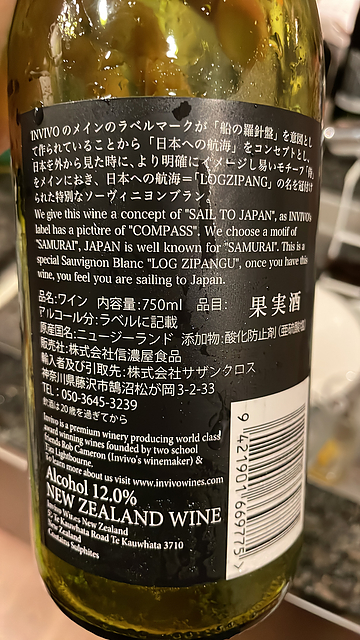 INVIVO のメインのラベルマークが「船の羅針盤」を意図し
て作られていることから「日本への航海」をコンセプトとし、
日本を外から見た時に、より明確にイメージし易いモチーフ「侍」
をメインにおき、日本への航海=「LOGZIPANG」の名を冠付け
られた特別なソーヴィニヨンブラン。
We give this wine a concept of "SAIL TO JAPAN", as INVIVO's
label has a picture of "COMPASS". We choose a motif of
"SAMURAI", JAPAN is well known for "SAMURAI". This is a
special Sauvignon Blanc "LOG ZIPANGU", once you have this
wine, you feel you are sailing to Japan.
品名:ワイン 内容量:750ml 品目: 果実酒
アルコール分:ラベルに記載
原産国名:ニュージーランド 添加物:酸化防止剤(亜硫酸塩)
販売社:株式会社信濃屋食品
輸入者及び引取先:株式会社サザンクロス
神奈川県藤沢市鵠沼松が岡3-2-33
TEL:050-3645-3239
飲酒は20歳を過ぎてから
Invivo is a premium winery producing world class
award winning wines founded by two school
friends Rob Cameron (Invivo's winemaker) &
Tim Lightbourne.
To Learn more about us visit www.invivowines.com
Alcohol 12.0%
NEW ZEALAND WINE
Invivo Wines New Zealand
Te Kauwhata Road Te Kauwhata 3710
New Zealand
Contains Sulphites
9 421901 669775 >